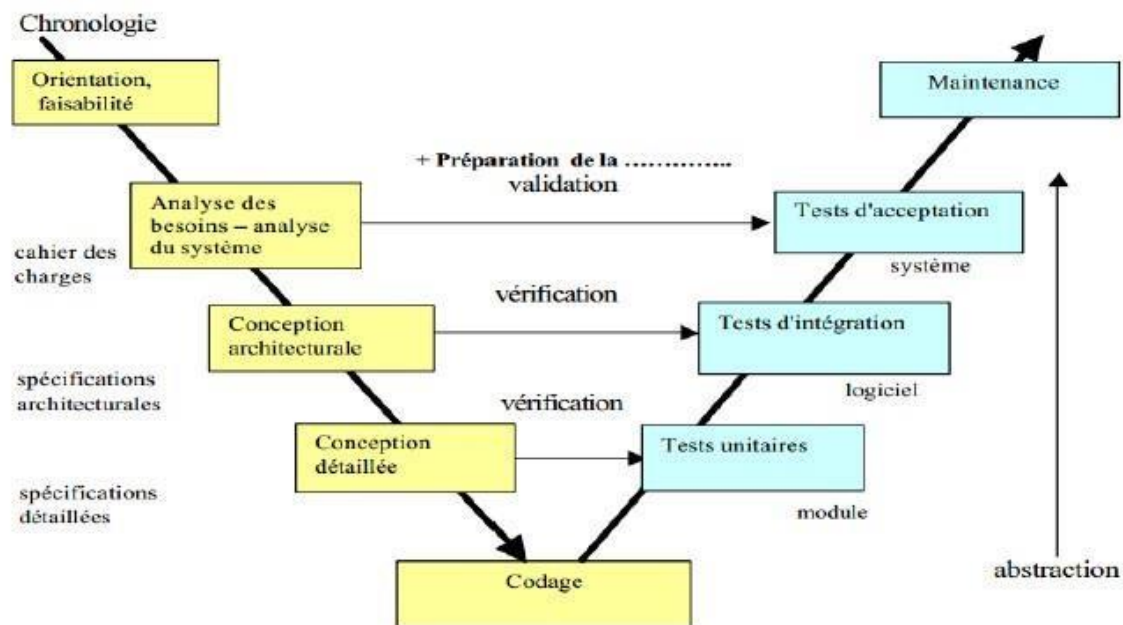 Chronologie
Orientation,
faisabilité
Maintenance
+ Préparation de la …………..
validation
Analyse des
besoins – analyse
du système
Tests d'acceptation
système
cahier des
charges
vérification
Conception
architecturale
Tests d'intégration
logiciel
spécifications
architecturales
vérification
Conception
détaillée
Tests unitaires
module
spécifications
détaillées
Codage
abstraction